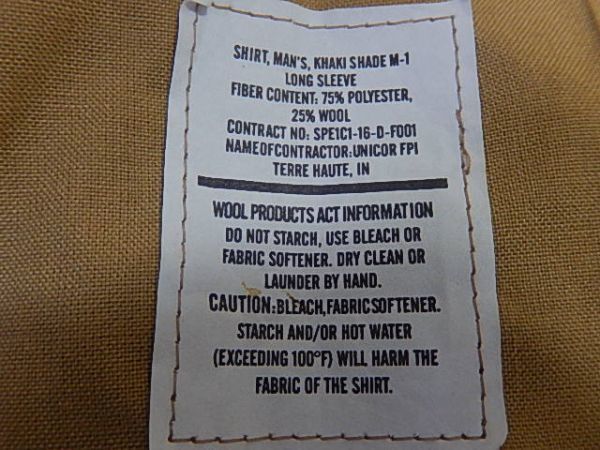 SHIRT, MAN'S, KHAKI SHADE M-1
LONG SLEEVE
FIBER CONTENT: 75% POLYESTER,
25% WOOL
CONTRACT NO: SPE1C1-16-D-F001
NAMEOFCONTRACTOR:UNICOR FPI
TERRE HAUTE, IN
WOOL PRODUCTS ACT INFORMATION
DO NOT STARCH, USE BLEACH OR
FABRIC SOFTENER. DRY CLEAN OR
LAUNDER BY HAND.
CAUTION:BLEACH,FABRICSOFTENER.
STARCH AND/OR HOT WATER
(EXCEEDING 100°F) WILL HARM THE
FABRIC OF THE SHIRT.